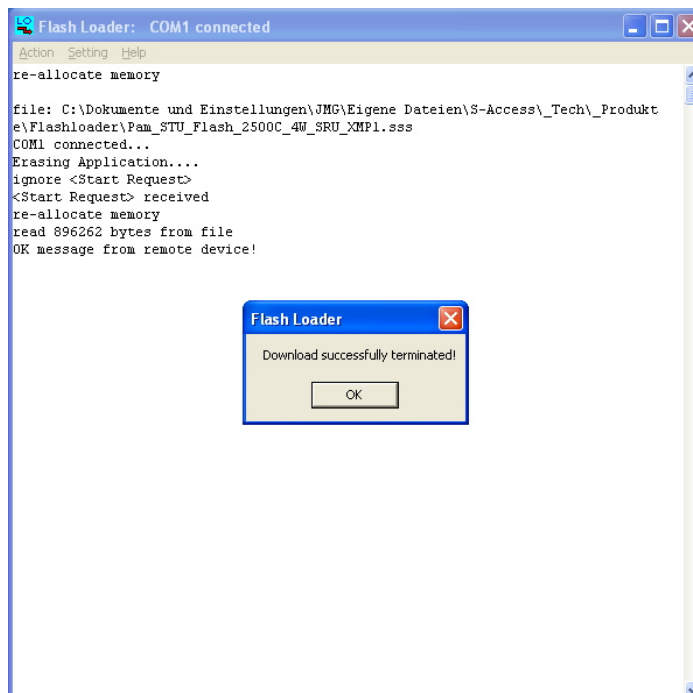 Flash Loader: COM1 connected
Action Setting Help
re-allocate memory
file: C:\Dokumente und Einstellungen\JMG\Eigene Dateien\S-Access\_Tech\_Produkt
e\Flashloader\Pam_STU_Flash_2500C_4W_SRU_XMP1.sss
COM1 connected...
Erasing Application....
ignore <Start Request>
<Start Request> received
re-allocate memory
read 896262 bytes from file
OK message from remote device!
Flash Loader
Download successfully terminated!
OK